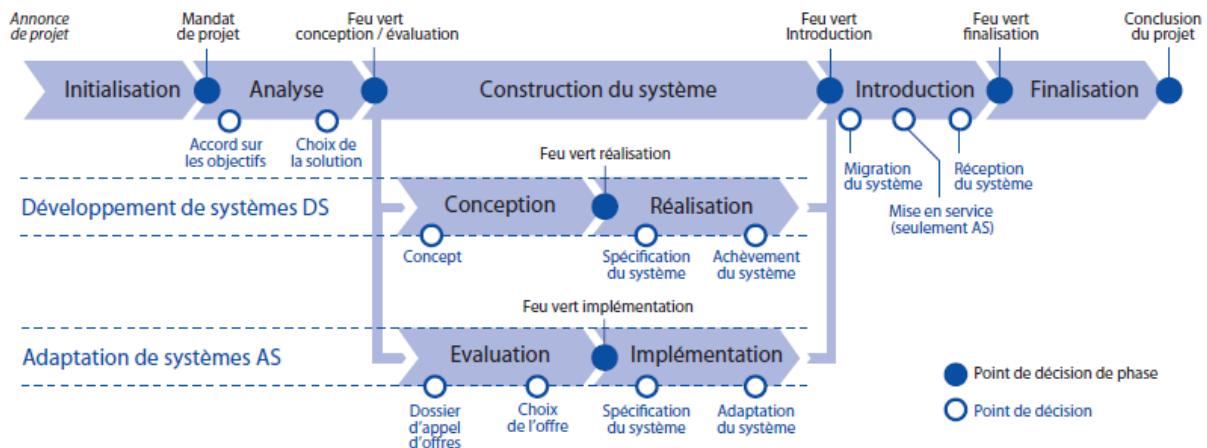 Annonce
de projet
Mandat
de projet
Feu vert
conception / évaluation
Feu vert
Introduction
Feu vert
finalisation
Conclusion
du projet
Initialisation
Analyse
Construction du système
Introduction
Finalisation
Accord sur
les objectifs
Choix de
la solution
Migration
du système
Mise en service
(seulement AS)
Réception
du système
Feu vert réalisation
Développement de systèmes DS
Conception
Réalisation
Concept
Spécification
du système
Achèvement
du système
Feu vert implémentation
Adaptation de systèmes AS
Evaluation
Implémentation
Dossier
d'appel
d'offres
Choix
de l'offre
Spécification
du système
Adaptation
du système
Point de décision de phase
Point de décision